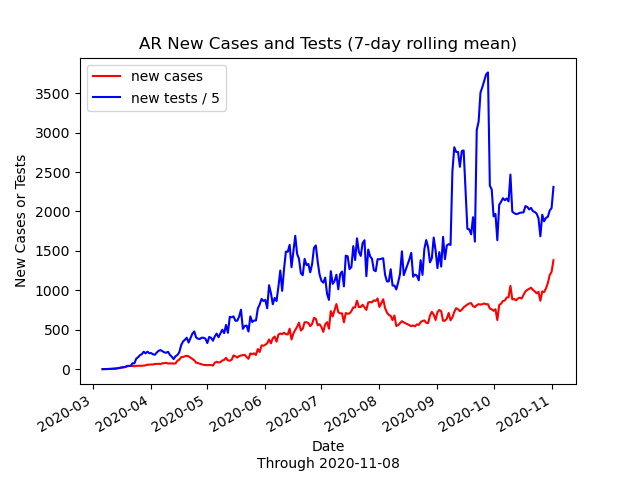 AR New Cases and Tests (7-day rolling mean)
new cases
new tests / 5
New Cases or Tests
3500
3000
2500
2000
1500
1000
500
0
2020-03
2020-04
2020-05
2020-06
2020-07
2020-08
2020-09
2020-10
2020-11
Date
Through 2020-11-08